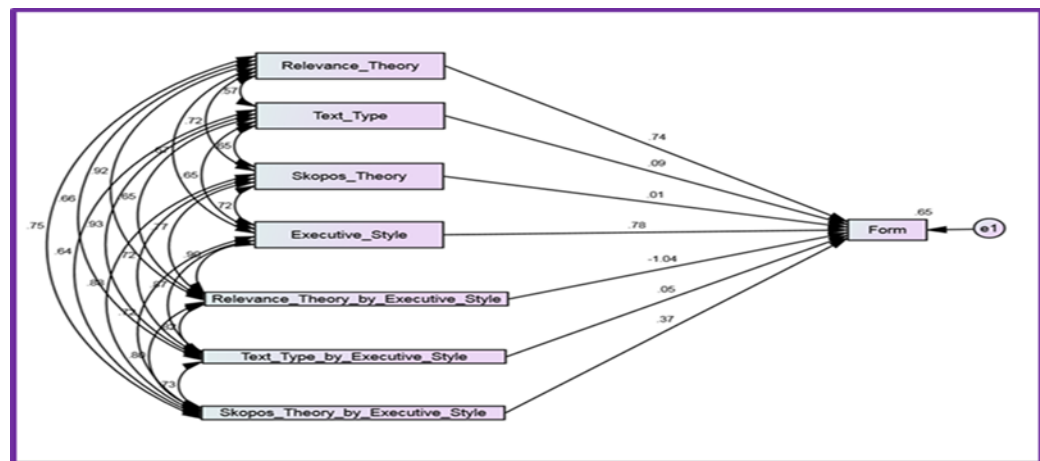 Relevance_Theory
.57
Text_Type
.72
.65
Skopos_Theory
.65
.72
Executive_Style
.92
.66
.65
.75
.93
.77
.64
.72
Relevance_Theory_by_Executive_Style
Text_Type_by_Executive_Style
.73
Skopos_Theory_by_Executive_Style
.74
.09
.01
.78
-1.04
.05
.37
.65
Form
e1